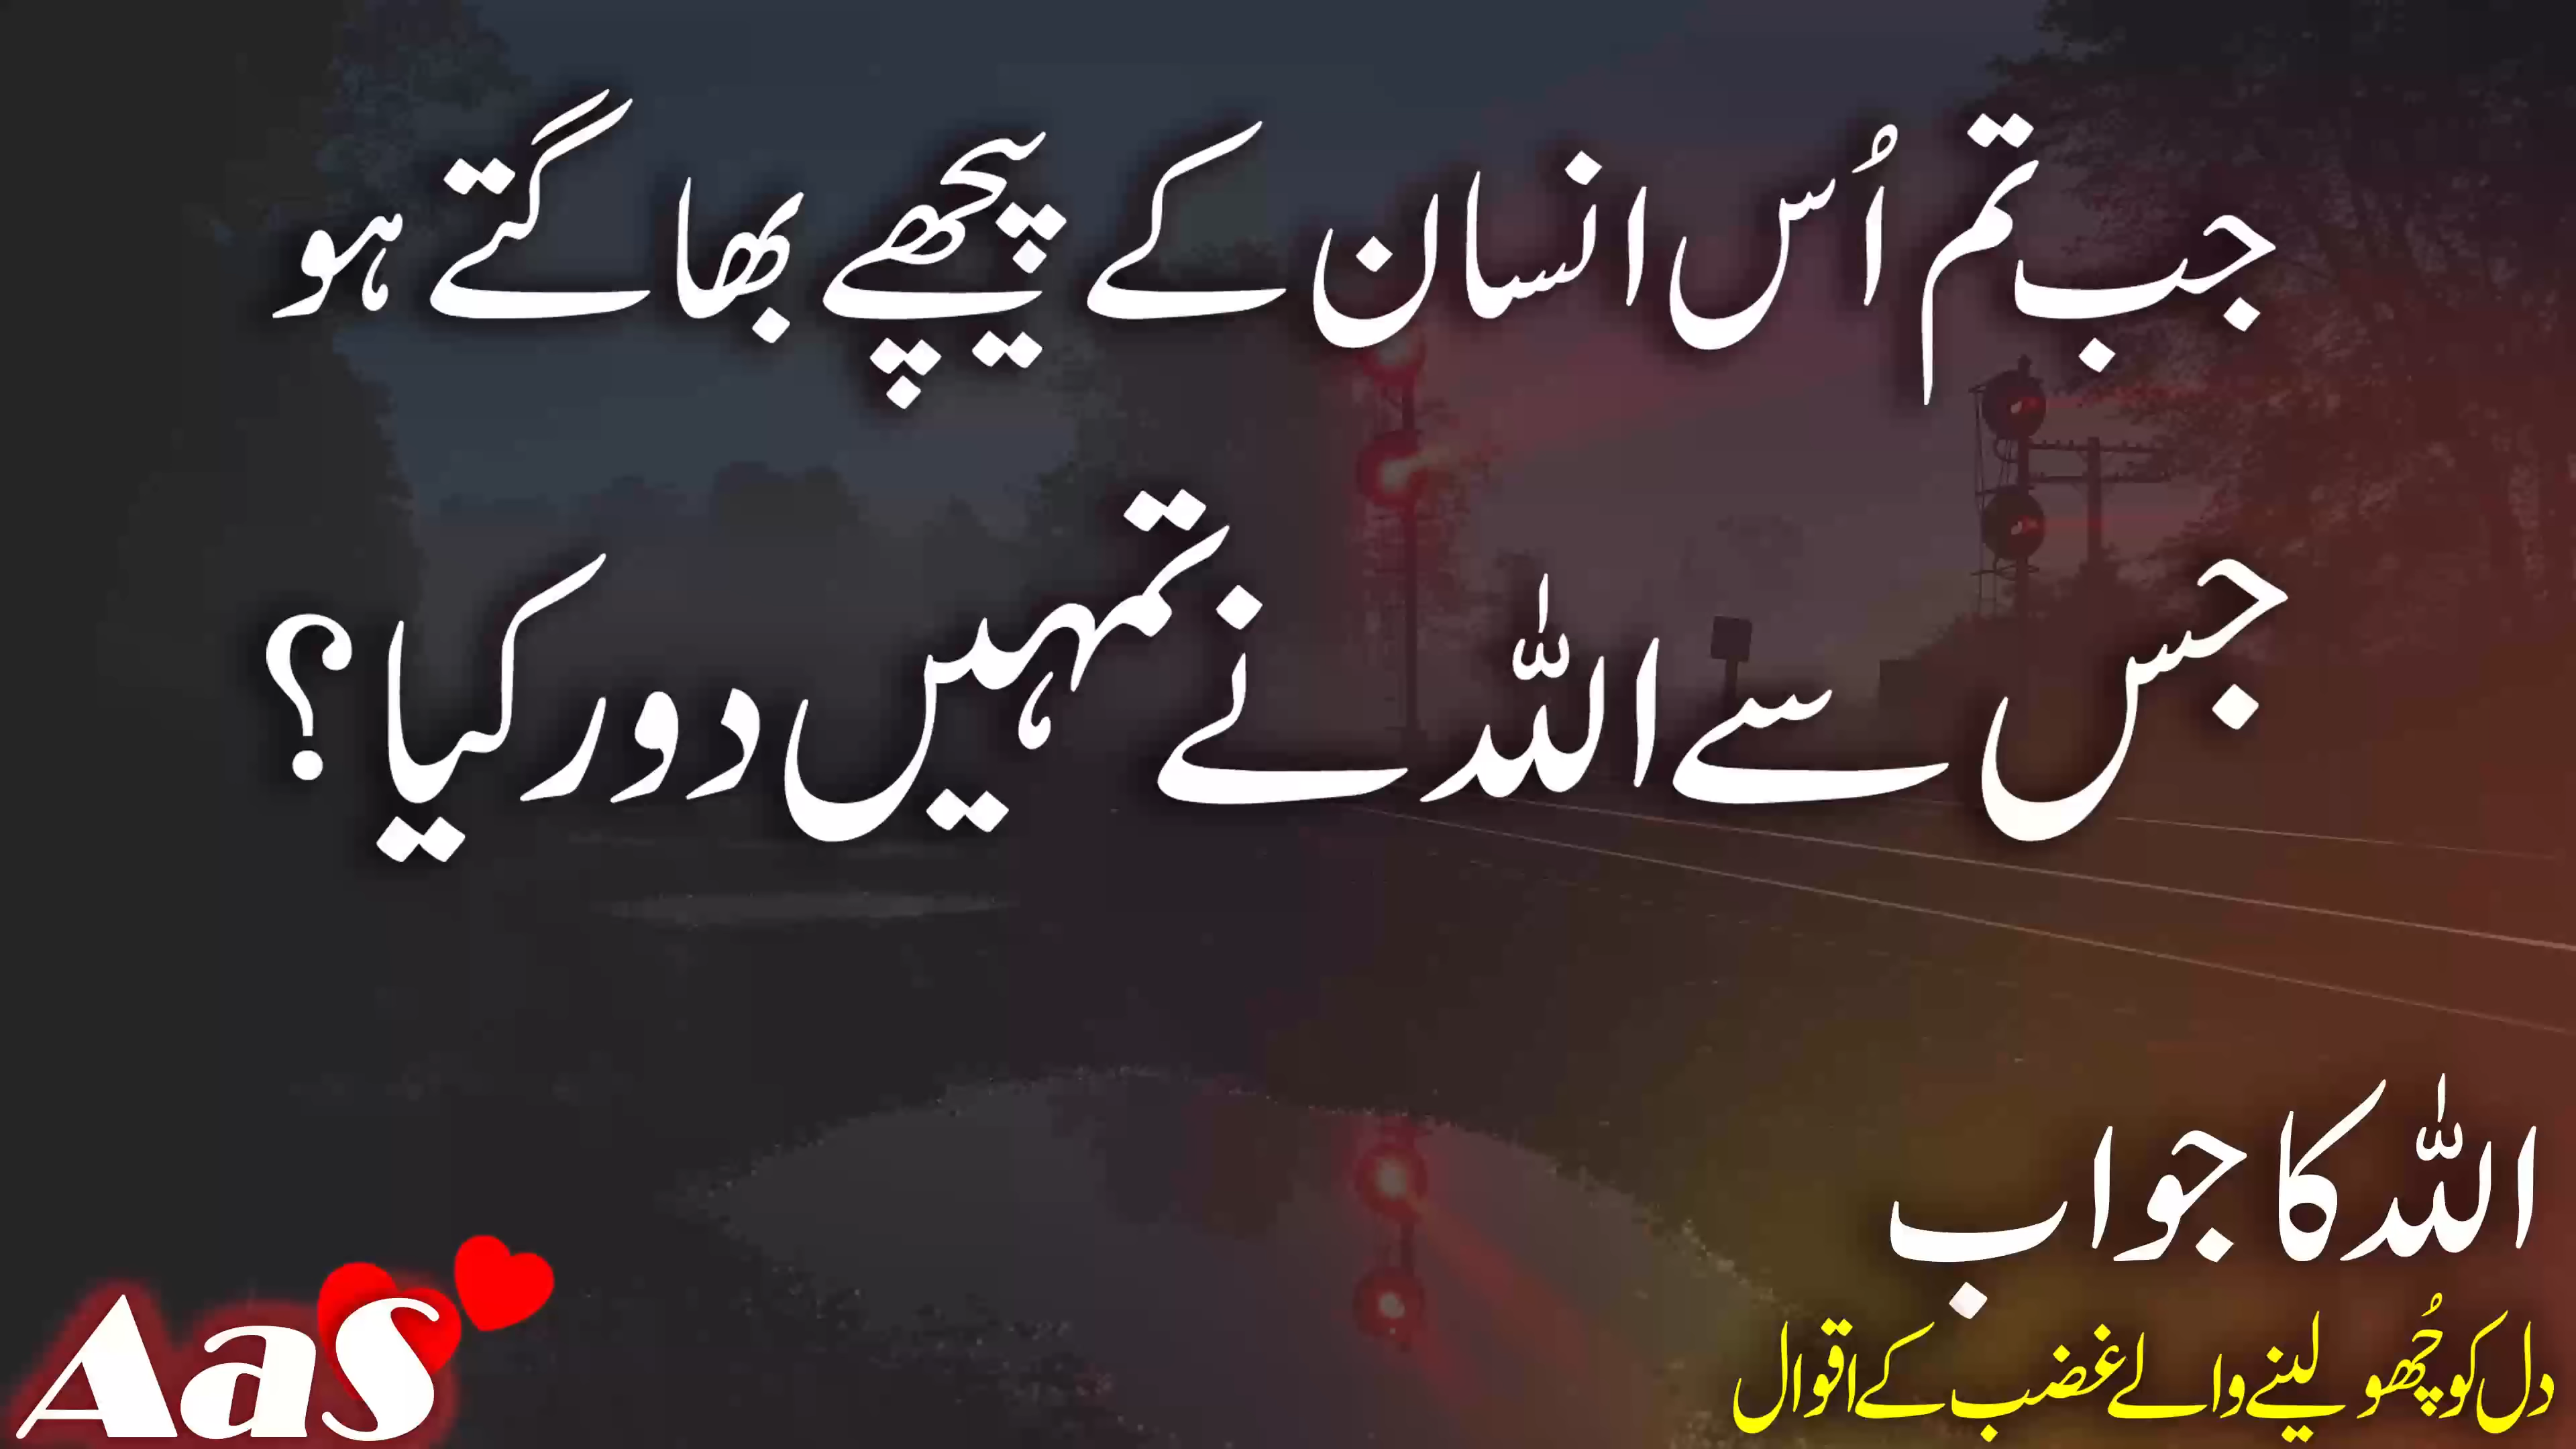 جب تم اُس انسان کے پیچھے بھاگتے ہو
جس سے اللہ نے تمہیں دور کیا؟
اللہ کا جواب
دل کو چُھو لینے والے غضب کے اقوال
AaS